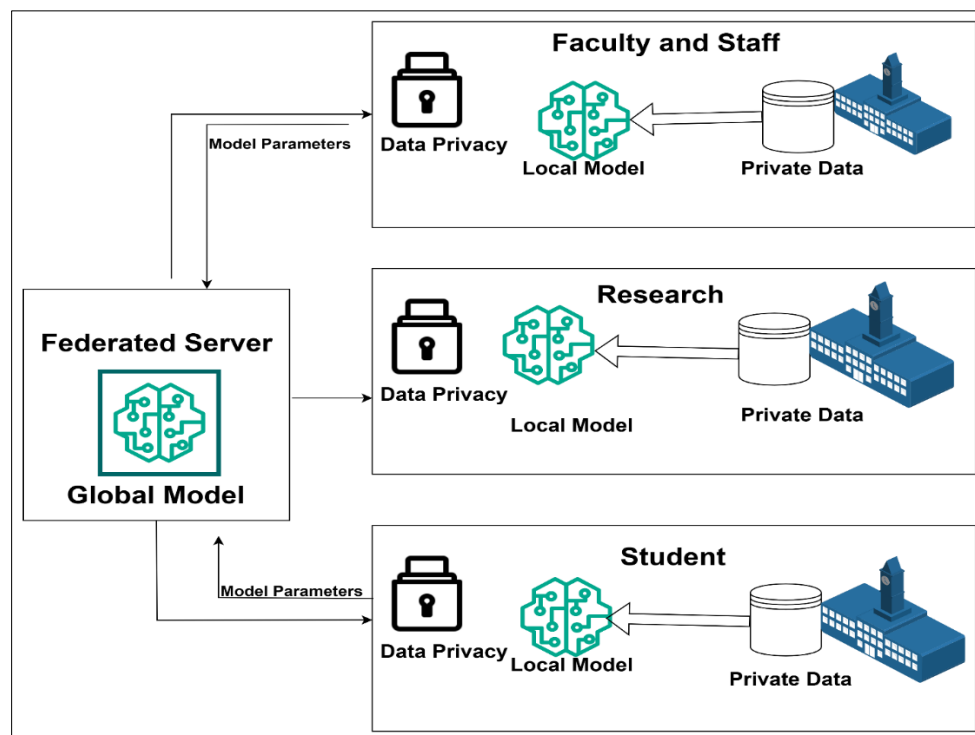 Faculty and Staff
Model Parameters
Data Privacy
Local Model
Private Data
Federated Server
Global Model
Research
Data Privacy
Local Model
Private Data
Student
Model Parameters
Data Privacy
Local Model
Private Data